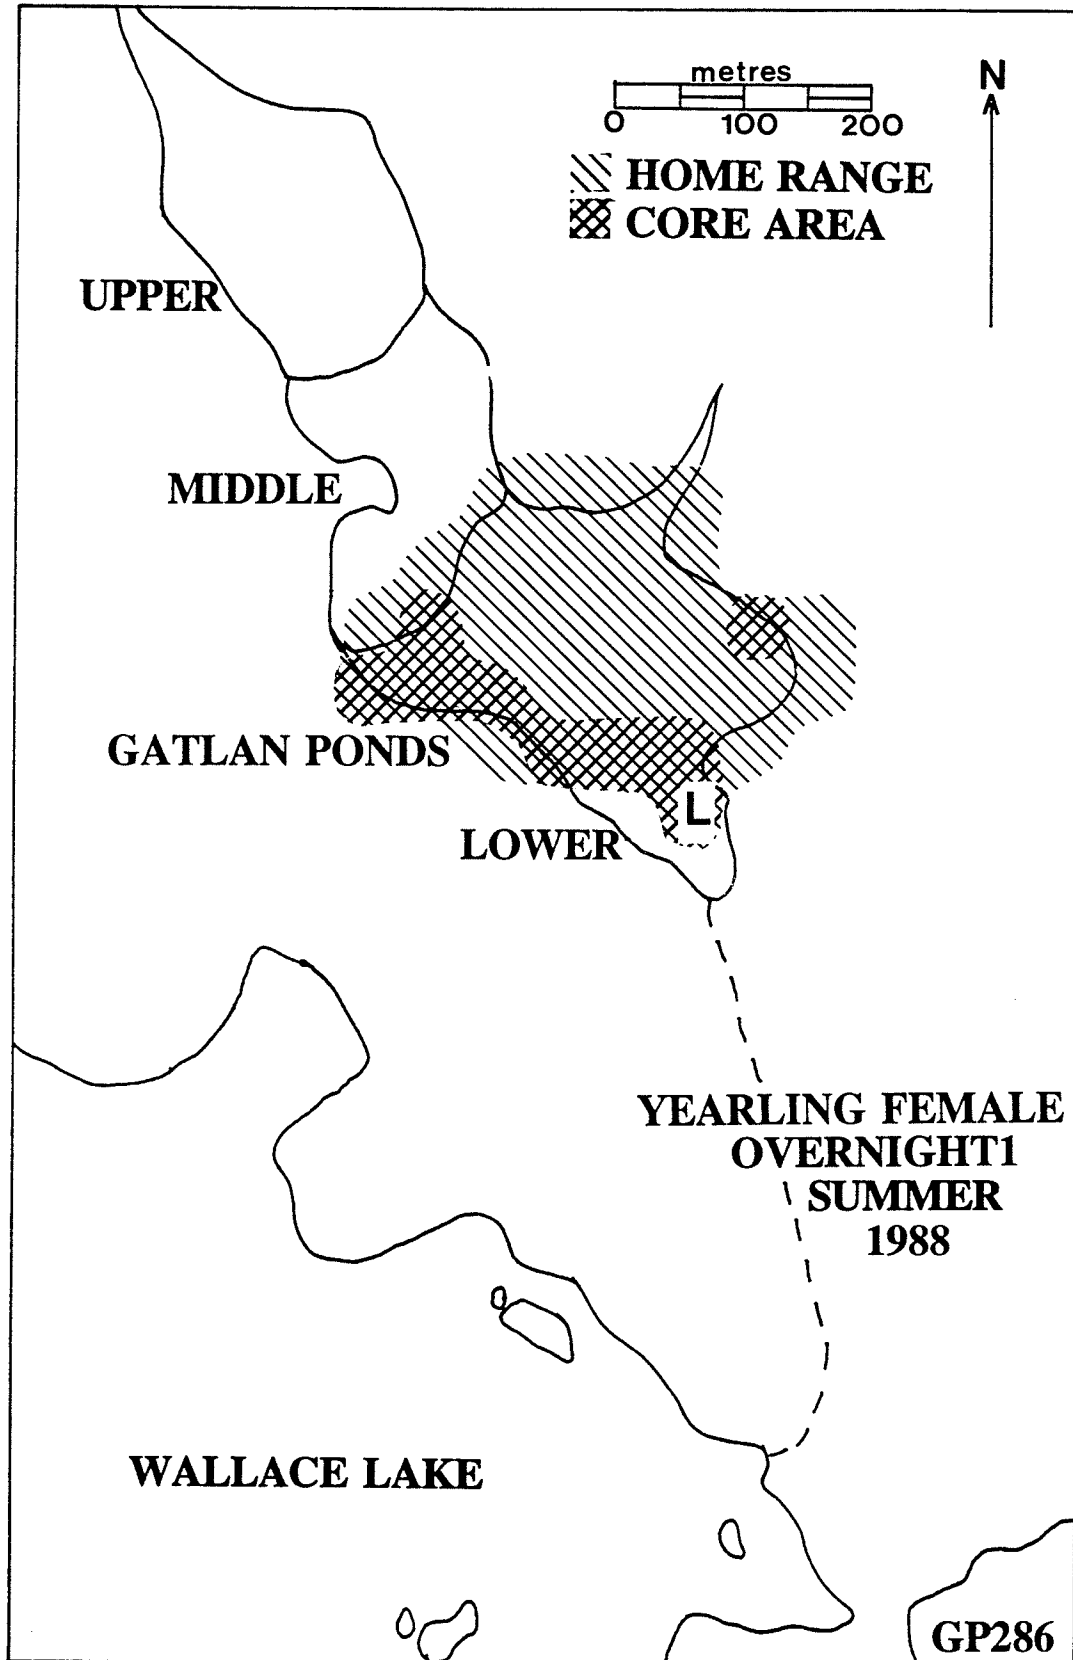 metres
0 100 200
N
HOME RANGE
CORE AREA
UPPER
MIDDLE
GATLAN PONDS
L
LOWER
YEARLING FEMALE
OVERNIGHT1
SUMMER
1988
WALLACE LAKE
GP286